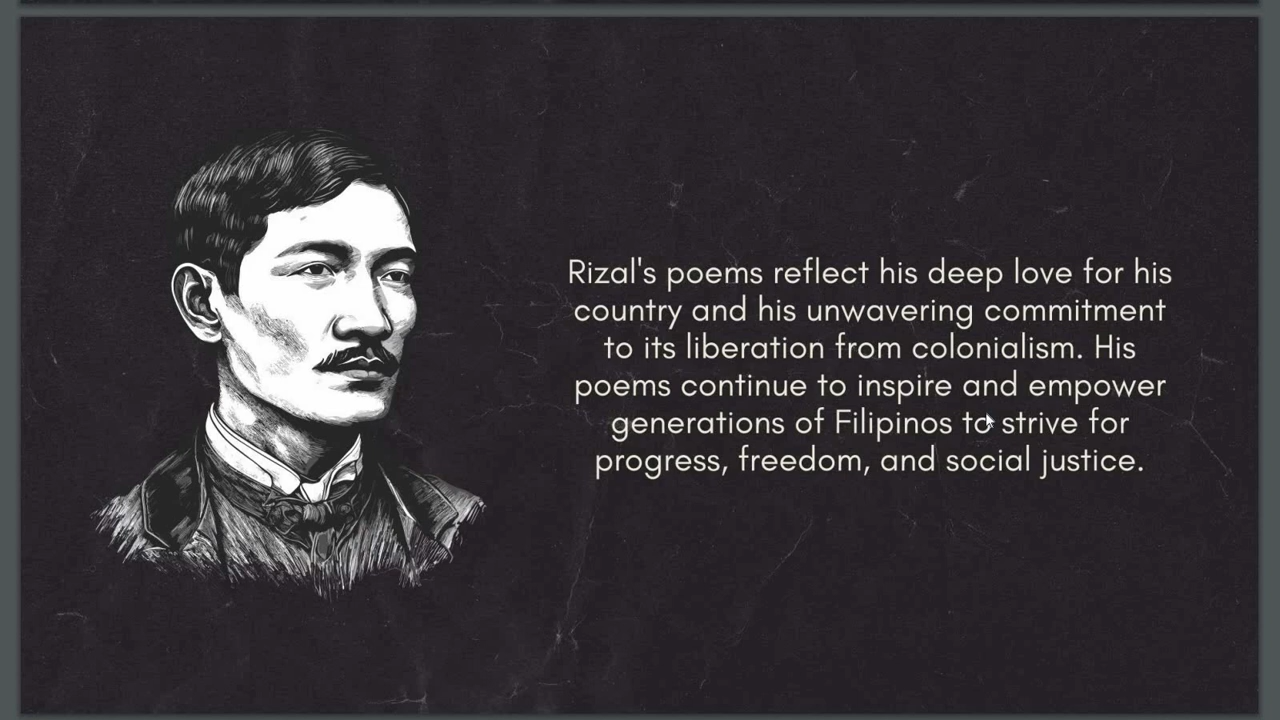 Rizal's poems reflect his deep love for his
country and his unwavering commitment
to its liberation from colonialism. His
poems continue to inspire and empower
generations of Filipinos to strive for
progress, freedom, and social justice.